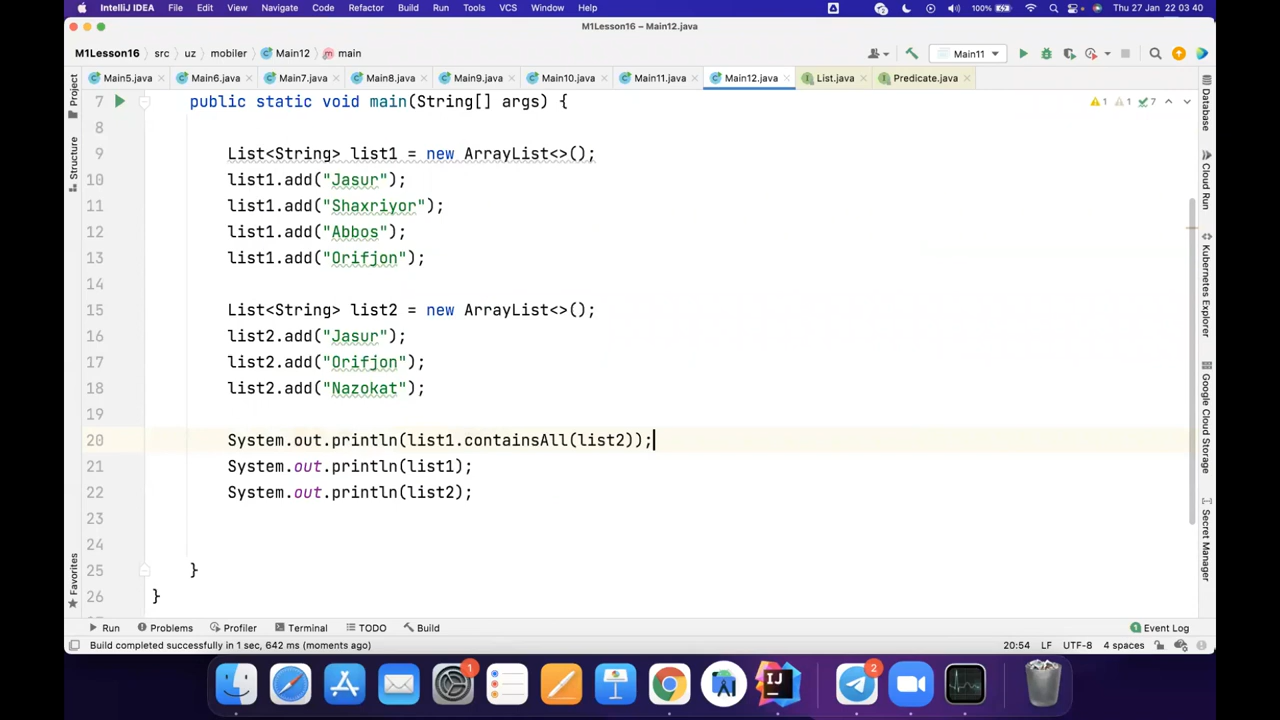 IntelliJ IDEA File Edit View Navigate Code Refactor Build Run Tools VCS Window Help 100% Thu 27 Jan 22 03:40
M1Lesson16 – Main12.java
M1Lesson16 › src › uz › mobiler › Main12 › main Main11
Main5.java Main6.java Main7.java Main8.java Main9.java Main10.java Main11.java Main12.java List.java Predicate.java
Project
Structure
Favorites
Database
Cloud Run
Kubernetes Explorer
Google Cloud Storage
Secret Manager
1 1 7
7 public static void main(String[] args) {
8
9 List<String> list1 = new ArrayList<>();
10 list1.add("Jasur");
11 list1.add("Shaxriyor");
12 list1.add("Abbos");
13 list1.add("Orifjon");
14
15 List<String> list2 = new ArrayList<>();
16 list2.add("Jasur");
17 list2.add("Orifjon");
18 list2.add("Nazokat");
19
20 System.out.println(list1.containsAll(list2));
21 System.out.println(list1);
22 System.out.println(list2);
23
24
25 }
26 }
Run Problems Profiler Terminal TODO Build 1 Event Log
Build completed successfully in 1 sec, 642 ms (moments ago) 20:54 LF UTF-8 4 spaces
1 2